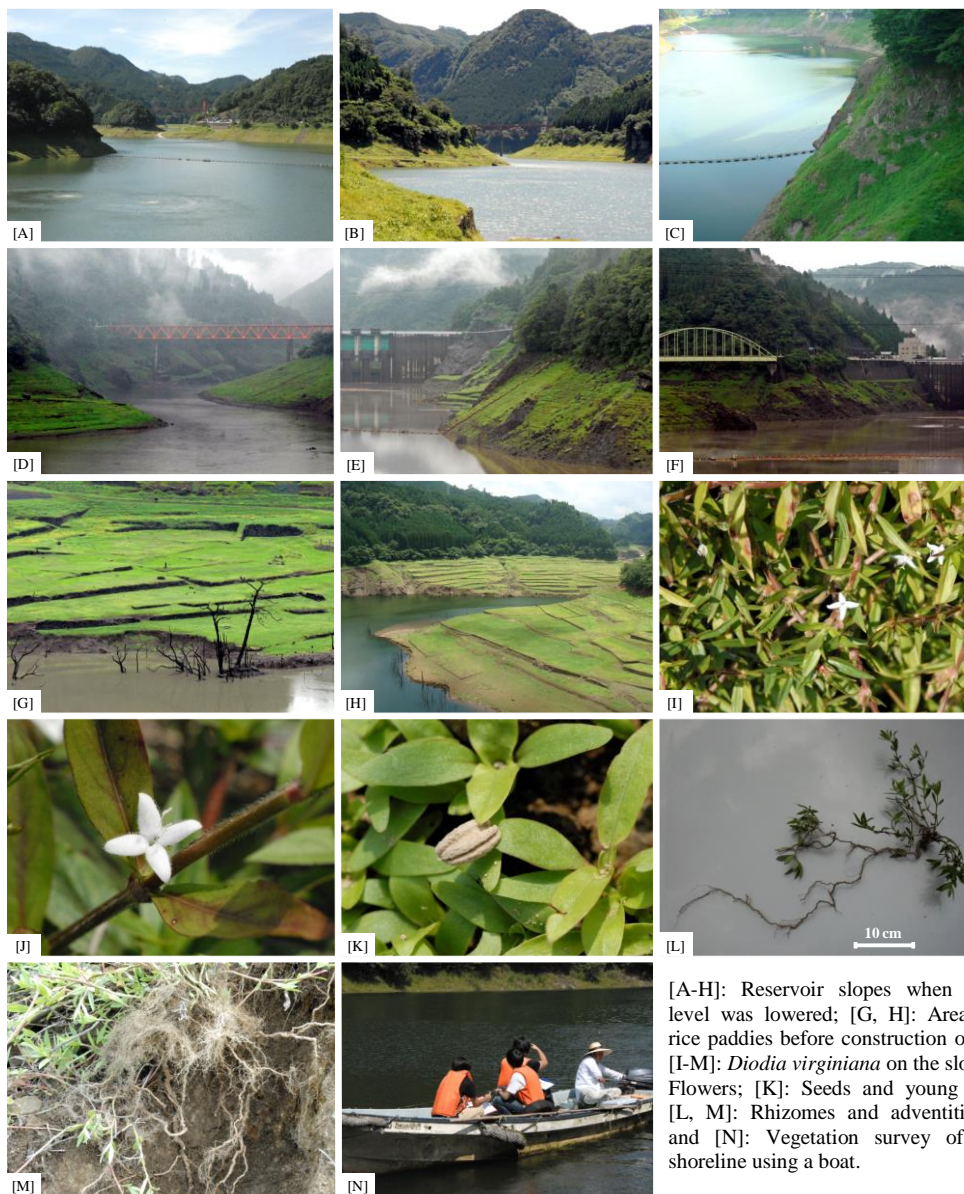 [A]
[B]
[C]
[D]
[E]
[F]
[G]
[H]
[I]
[J]
[K]
[L]
10 cm
[M]
[N]
[A-H]: Reservoir slopes when
level was lowered; [G, H]: Area
rice paddies before construction o
[I-M]: Diodia virginiana on the slo
Flowers; [K]: Seeds and young
[L, M]: Rhizomes and adventiti
and [N]: Vegetation survey of
shoreline using a boat.